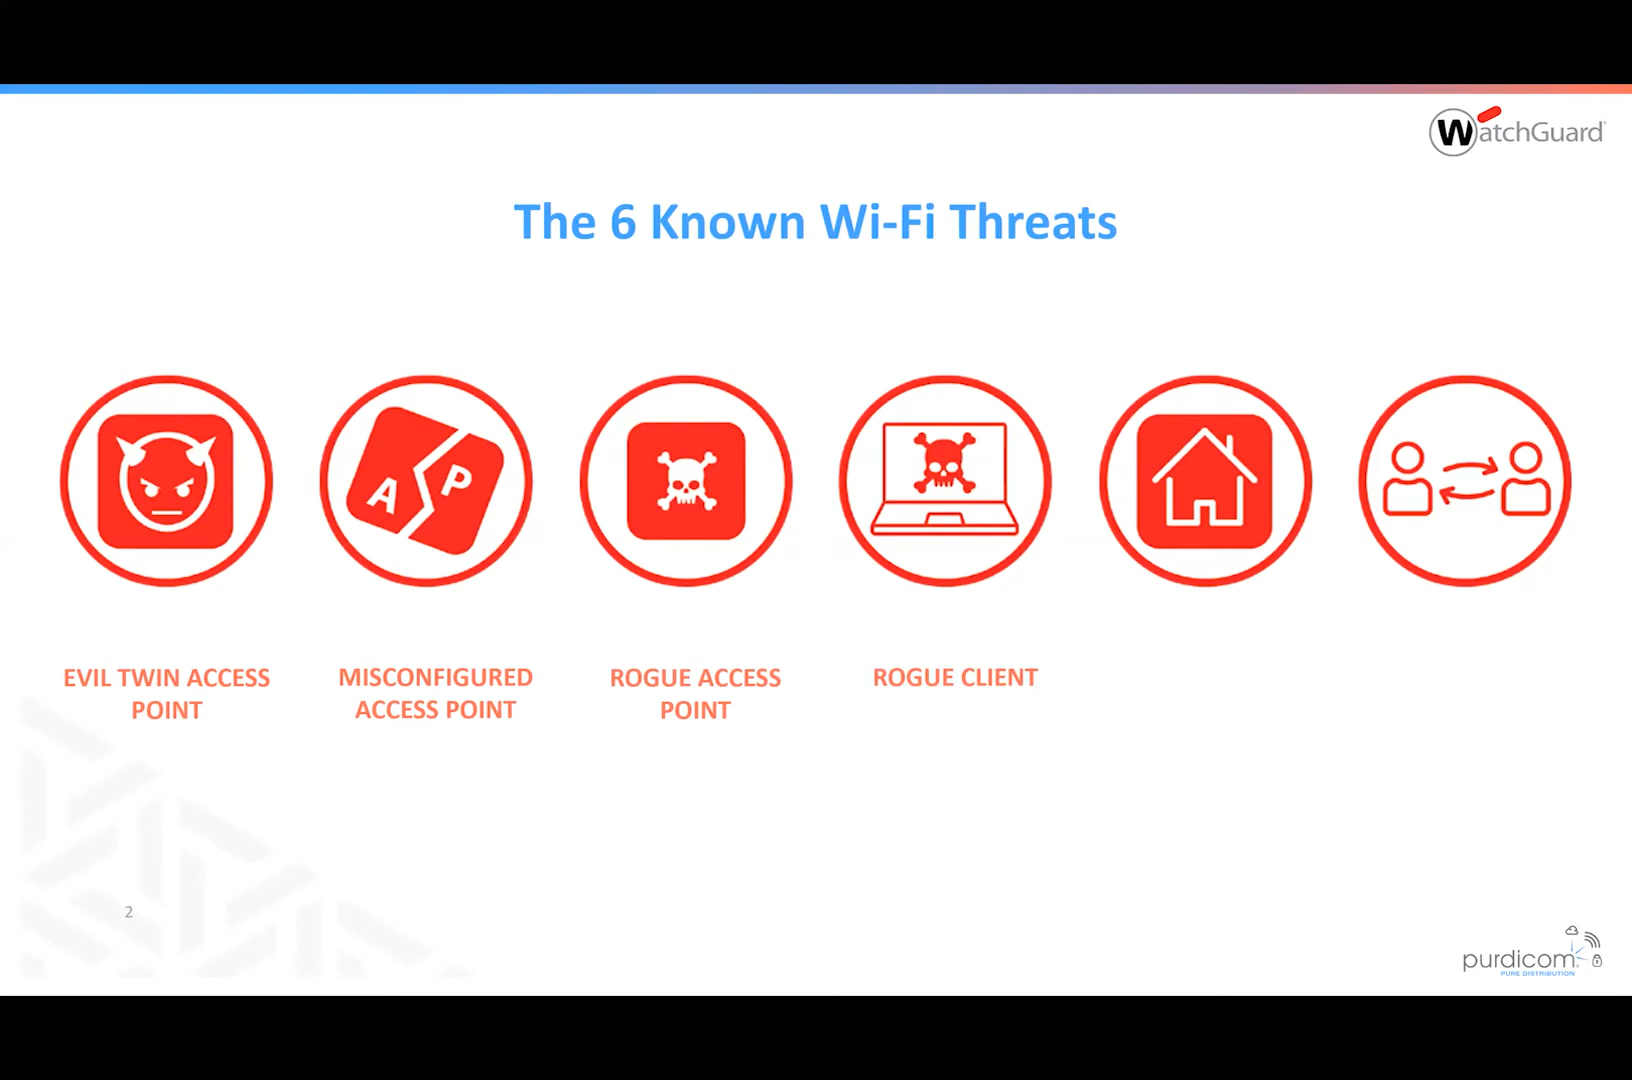 WatchGuard
The 6 Known Wi-Fi Threats
A P
EVIL TWIN ACCESS
POINT
MISCONFIGURED
ACCESS POINT
ROGUE ACCESS
POINT
ROGUE CLIENT
2
purdicom
PURE DISTRIBUTION